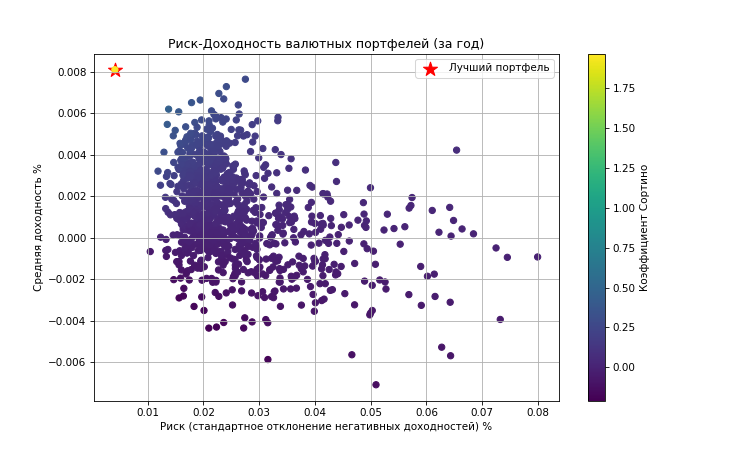 Риск-Доходность валютных портфелей (за год)
Лучший портфель
0.008
0.006
0.004
0.002
0.000
−0.002
−0.004
−0.006
Средняя доходность %
0.01 0.02 0.03 0.04 0.05 0.06 0.07 0.08
Риск (стандартное отклонение негативных доходностей) %
1.75
1.50
1.25
1.00
0.75
0.50
0.25
0.00
Коэффициент Сортино